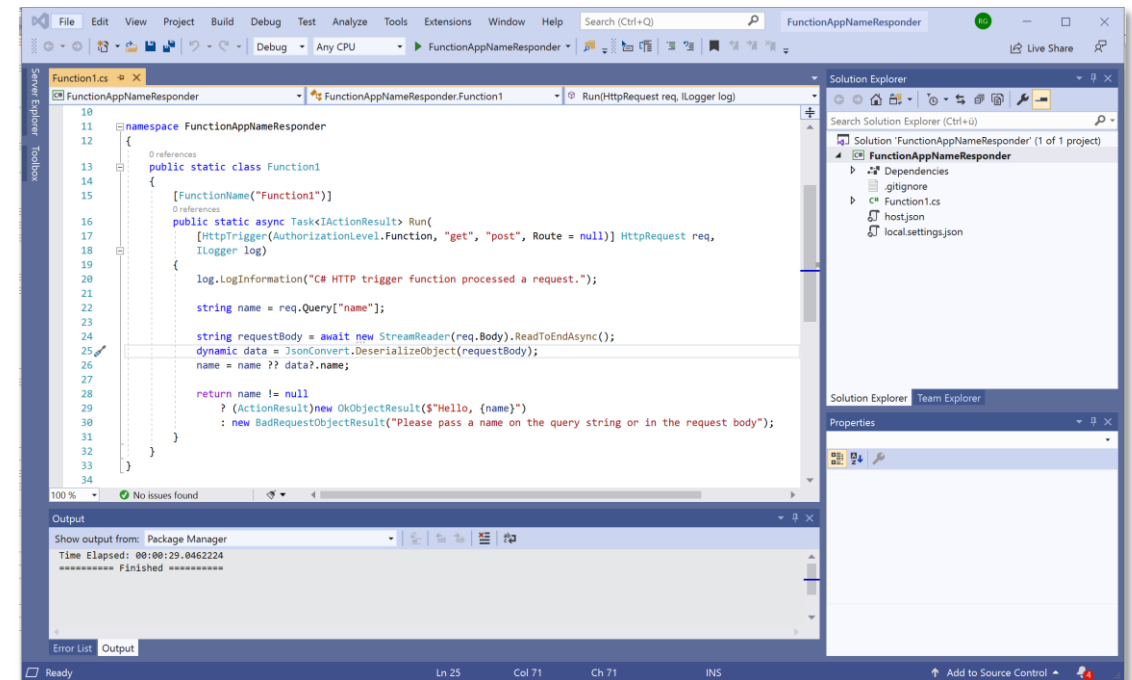 File Edit View Project Build Debug Test Analyze Tools Extensions Window Help Search (Ctrl+Q) FunctionAppNameResponder RG
Debug Any CPU FunctionAppNameResponder Live Share
Server Explorer
Toolbox
Function1.cs
FunctionAppNameResponder FunctionAppNameResponder.Function1 Run(HttpRequest req, ILogger log)
10
11 namespace FunctionAppNameResponder
12 {
0 references
13 public static class Function1
14 {
15 [FunctionName("Function1")]
0 references
16 public static async Task<IActionResult> Run(
17 [HttpTrigger(AuthorizationLevel.Function, "get", "post", Route = null)] HttpRequest req,
18 ILogger log)
19 {
20 log.LogInformation("C# HTTP trigger function processed a request.");
21
22 string name = req.Query["name"];
23
24 string requestBody = await new StreamReader(req.Body).ReadToEndAsync();
25 dynamic data = JsonConvert.DeserializeObject(requestBody);
26 name = name ?? data?.name;
27
28 return name != null
29 ? (ActionResult)new OkObjectResult($"Hello, {name}")
30 : new BadRequestObjectResult("Please pass a name on the query string or in the request body");
31 }
32 }
33 }
34
100 % No issues found
Output
Show output from: Package Manager
Time Elapsed: 00:00:29.0462224
========== Finished ==========
Error List Output
Solution Explorer
Search Solution Explorer (Ctrl+ü)
Solution 'FunctionAppNameResponder' (1 of 1 project)
C# FunctionAppNameResponder
Dependencies
.gitignore
C# Function1.cs
host.json
local.settings.json
Solution Explorer Team Explorer
Properties
Ready Ln 25 Col 71 Ch 71 INS Add to Source Control 4